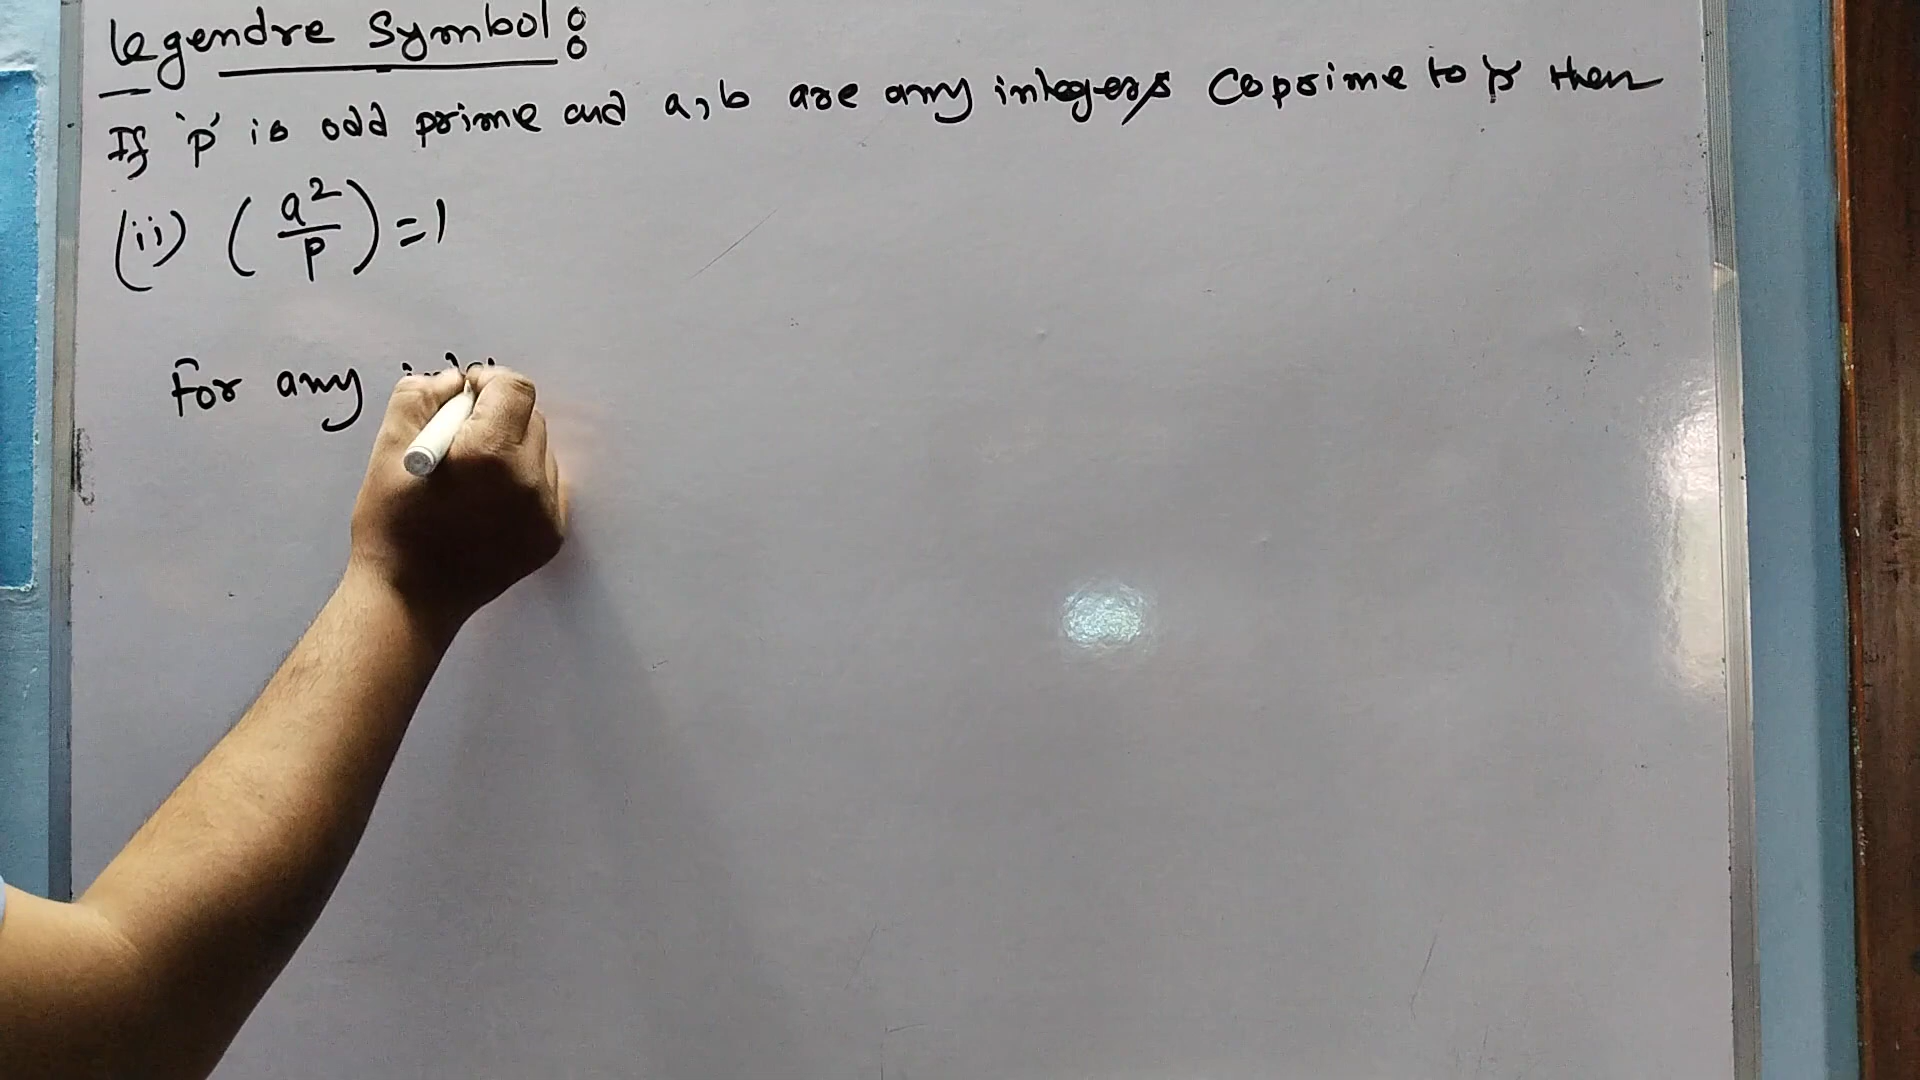 Legendre Symbol:
If 'p' is odd prime and a, b are any integers Coprime to p then
(ii) (a²/p) = 1
For any